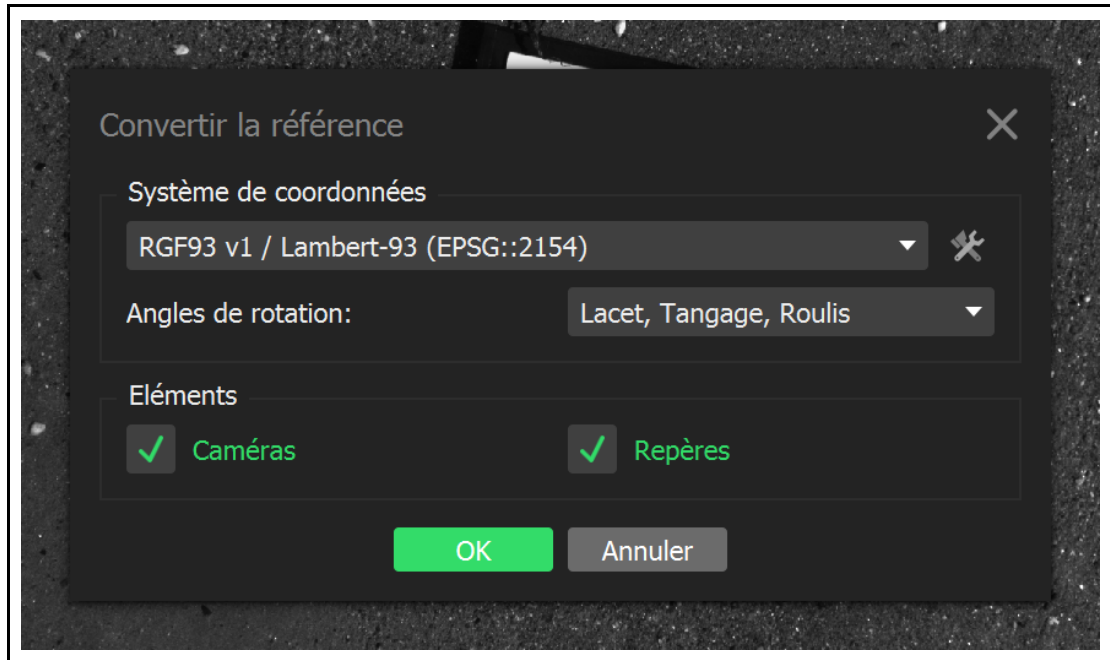 Convertir la référence
Système de coordonnées
RGF93 v1 / Lambert-93 (EPSG::2154)
Angles de rotation: Lacet, Tangage, Roulis
Eléments
Caméras Repères
OK Annuler